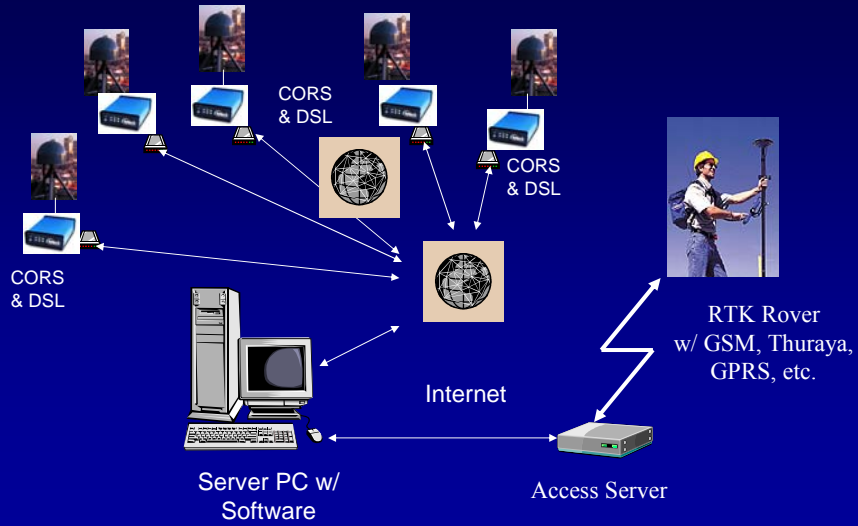 CORS
& DSL
CORS
& DSL
CORS
& DSL
RTK Rover
w/ GSM, Thuraya,
GPRS, etc.
Internet
Server PC w/
Software
Access Server